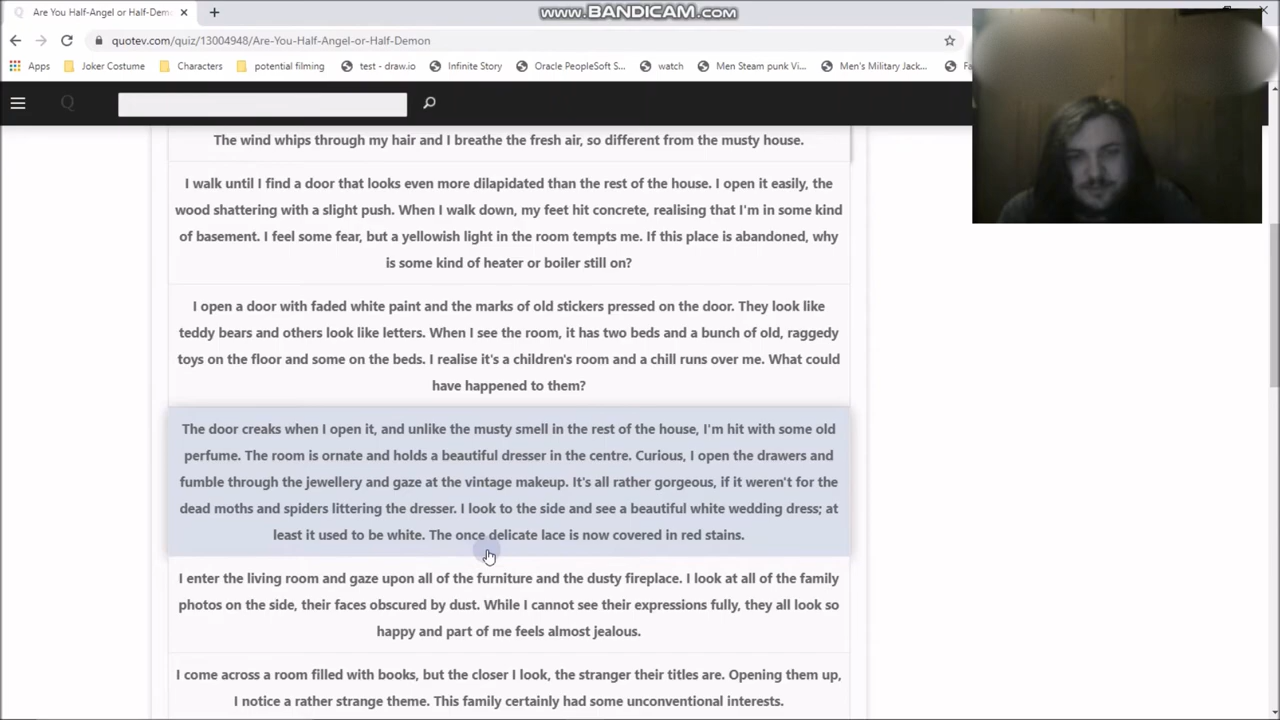 Are You Half-Angel or Half-Demo
www.BANDICAM.com
quotev.com/quiz/13004948/Are-You-Half-Angel-or-Half-Demon
Apps Joker Costume Characters potential filming test - draw.io Infinite Story Oracle PeopleSoft S... watch Men Steam punk Vi... Men's Military Jack...
Q
The wind whips through my hair and I breathe the fresh air, so different from the musty house.
I walk until I find a door that looks even more dilapidated than the rest of the house. I open it easily, the
wood shattering with a slight push. When I walk down, my feet hit concrete, realising that I'm in some kind
of basement. I feel some fear, but a yellowish light in the room tempts me. If this place is abandoned, why
is some kind of heater or boiler still on?
I open a door with faded white paint and the marks of old stickers pressed on the door. They look like
teddy bears and others look like letters. When I see the room, it has two beds and a bunch of old, raggedy
toys on the floor and some on the beds. I realise it's a children's room and a chill runs over me. What could
have happened to them?
The door creaks when I open it, and unlike the musty smell in the rest of the house, I'm hit with some old
perfume. The room is ornate and holds a beautiful dresser in the centre. Curious, I open the drawers and
fumble through the jewellery and gaze at the vintage makeup. It's all rather gorgeous, if it weren't for the
dead moths and spiders littering the dresser. I look to the side and see a beautiful white wedding dress; at
least it used to be white. The once delicate lace is now covered in red stains.
I enter the living room and gaze upon all of the furniture and the dusty fireplace. I look at all of the family
photos on the side, their faces obscured by dust. While I cannot see their expressions fully, they all look so
happy and part of me feels almost jealous.
I come across a room filled with books, but the closer I look, the stranger their titles are. Opening them up,
I notice a rather strange theme. This family certainly had some unconventional interests.